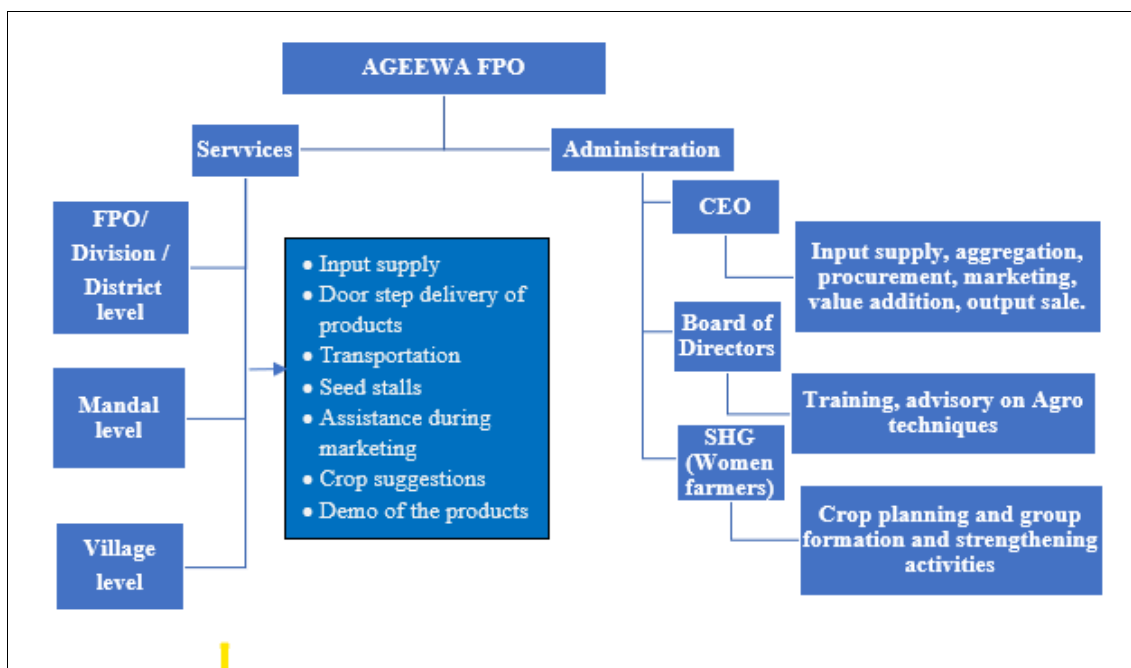 AGEEWA FPO
Servvices
FPO/
Division /
District
level
Mandal
level
Village
level
● Input supply
● Door step delivery of
products
● Transportation
● Seed stalls
● Assistance during
marketing
● Crop suggestions
● Demo of the products
Administration
CEO
Input supply, aggregation,
procurement, marketing,
value addition, output sale.
Board of
Directors
Training, advisory on Agro
techniques
SHG
(Women
farmers)
Crop planning and group
formation and strengthening
activities